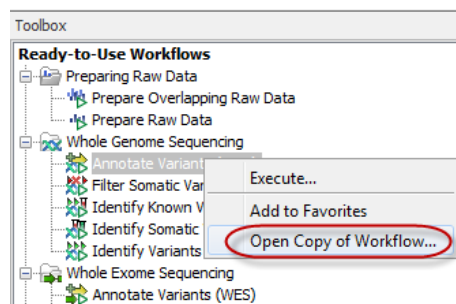 Toolbox
Ready-to-Use Workflows
Preparing Raw Data
Prepare Overlapping Raw Data
Prepare Raw Data
Whole Genome Sequencing
Annotate Variant
Filter Somatic Var
Identify Known V
Identify Somatic
Identify Variants
Execute...
Add to Favorites
Open Copy of Workflow...
Whole Exome Sequencing
Annotate Variants (WES)